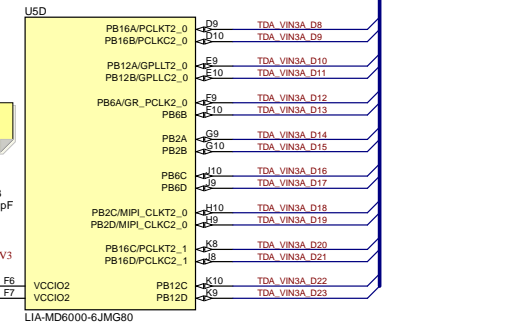 U5D
PB16A/PCLKT2_0 D9 TDA_VIN3A_D8
PB16B/PCLKC2_0 D10 TDA_VIN3A_D9
PB12A/GPLLT2_0 E9 TDA_VIN3A_D10
PB12B/GPLLC2_0 E10 TDA_VIN3A_D11
PB6A/GR_PCLK2_0 F9 TDA_VIN3A_D12
PB6B F10 TDA_VIN3A_D13
PB2A G9 TDA_VIN3A_D14
PB2B G10 TDA_VIN3A_D15
PB6C J10 TDA_VIN3A_D16
PB6D J9 TDA_VIN3A_D17
pF
PB2C/MIPI_CLKT2_0 H10 TDA_VIN3A_D18
PB2D/MIPI_CLKC2_0 H9 TDA_VIN3A_D19
PB16C/PCLKT2_1 K8 TDA_VIN3A_D20
V3
PB16D/PCLKC2_1 J8 TDA_VIN3A_D21
F6 VCCIO2 PB12C K10 TDA_VIN3A_D22
F7 VCCIO2 PB12D K9 TDA_VIN3A_D23
LIA-MD6000-6JMG80